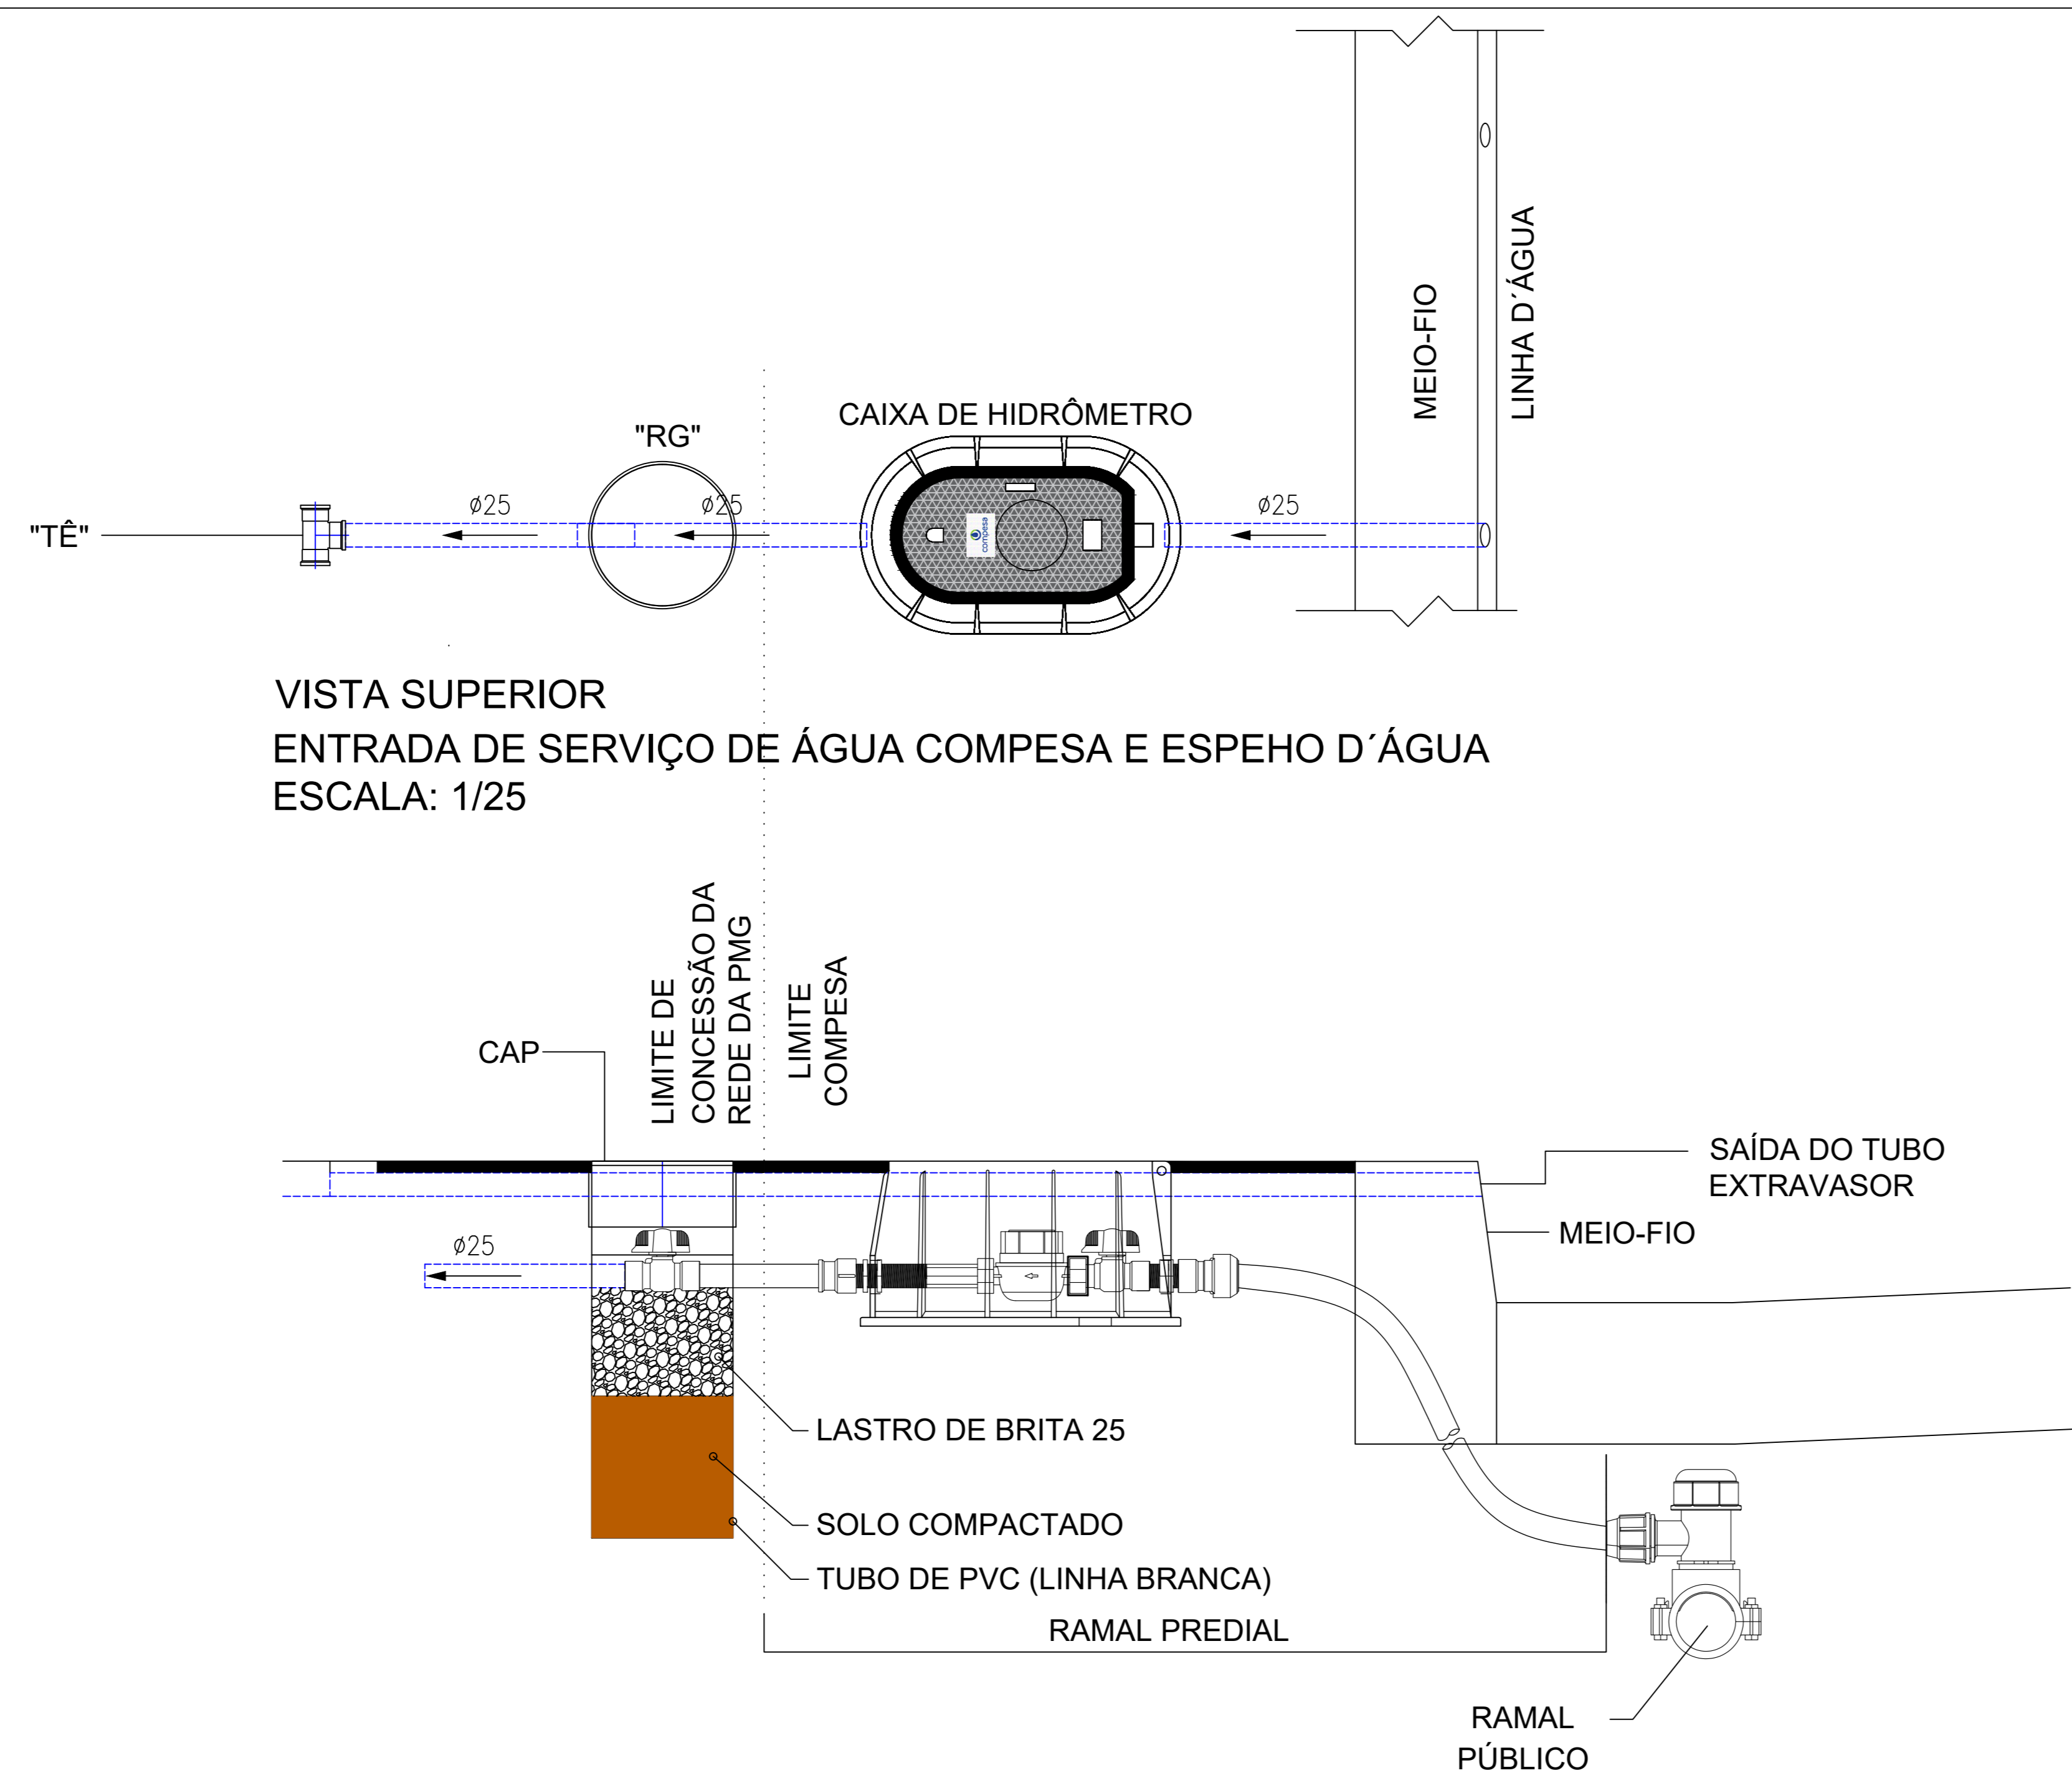 MEIO-FIO
LINHA D´ÁGUA
CAIXA DE HIDRÔMETRO
"RG"
"TÊ"
ø25
ø25
ø25
compesa
VISTA SUPERIOR
ENTRADA DE SERVIÇO DE ÁGUA COMPESA E ESPEHO D´ÁGUA
ESCALA: 1/25
LIMITE DE
CONCESSÃO DA
REDE DA PMG
LIMITE
COMPESA
CAP
SAÍDA DO TUBO
EXTRAVASOR
MEIO-FIO
ø25
LASTRO DE BRITA 25
SOLO COMPACTADO
TUBO DE PVC (LINHA BRANCA)
RAMAL PREDIAL
RAMAL
PÚBLICO